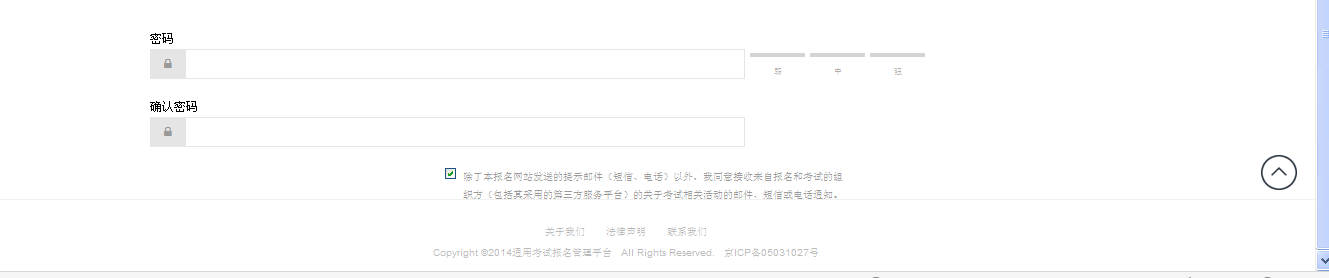 密码
弱 中 强
确认密码
除了本报名网站发送的提示邮件（短信、电话）以外，我同意接收来自报名和考试的组
织方（包括其采用的第三方服务平台）的关于考试相关活动的邮件、短信或电话通知。
关于我们 法律声明 联系我们
Copyright ©2014通用考试报名管理平台 All Rights Reserved. 京ICP备05031027号